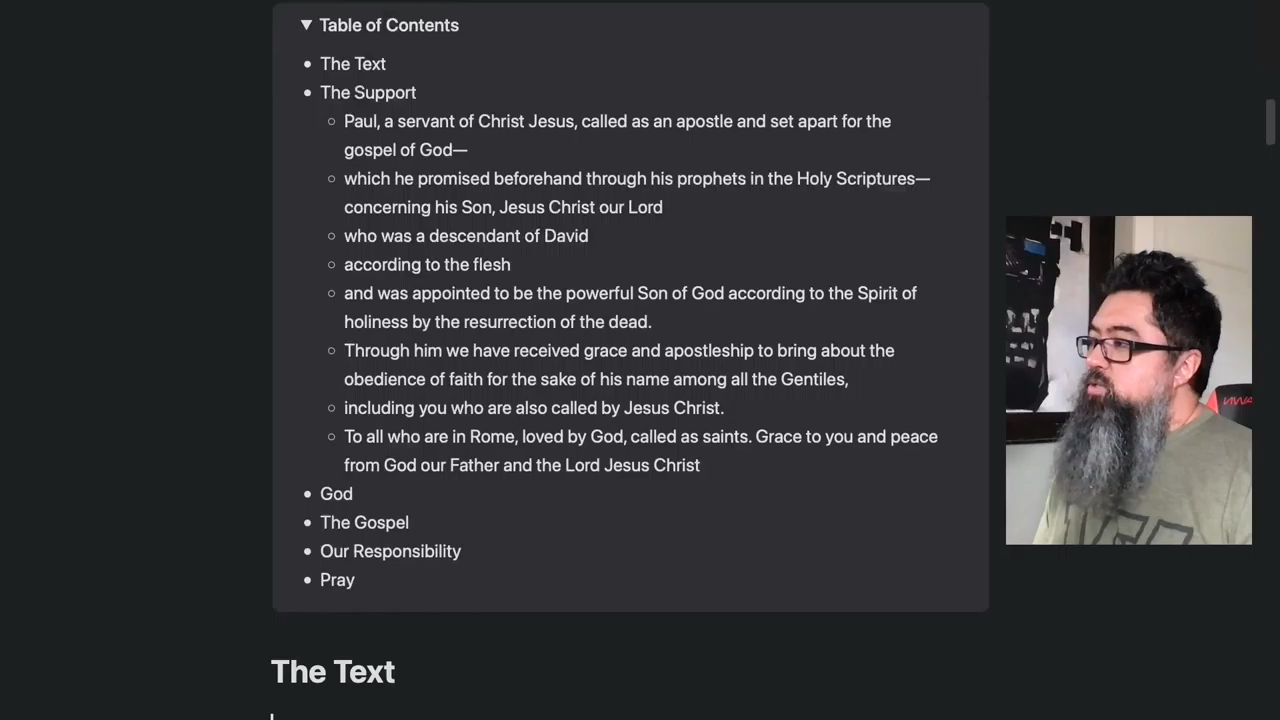 ▼ Table of Contents
• The Text
• The Support
○ Paul, a servant of Christ Jesus, called as an apostle and set apart for the
gospel of God—
○ which he promised beforehand through his prophets in the Holy Scriptures—
concerning his Son, Jesus Christ our Lord
○ who was a descendant of David
○ according to the flesh
○ and was appointed to be the powerful Son of God according to the Spirit of
holiness by the resurrection of the dead.
○ Through him we have received grace and apostleship to bring about the
obedience of faith for the sake of his name among all the Gentiles,
○ including you who are also called by Jesus Christ.
○ To all who are in Rome, loved by God, called as saints. Grace to you and peace
from God our Father and the Lord Jesus Christ
• God
• The Gospel
• Our Responsibility
• Pray
The Text